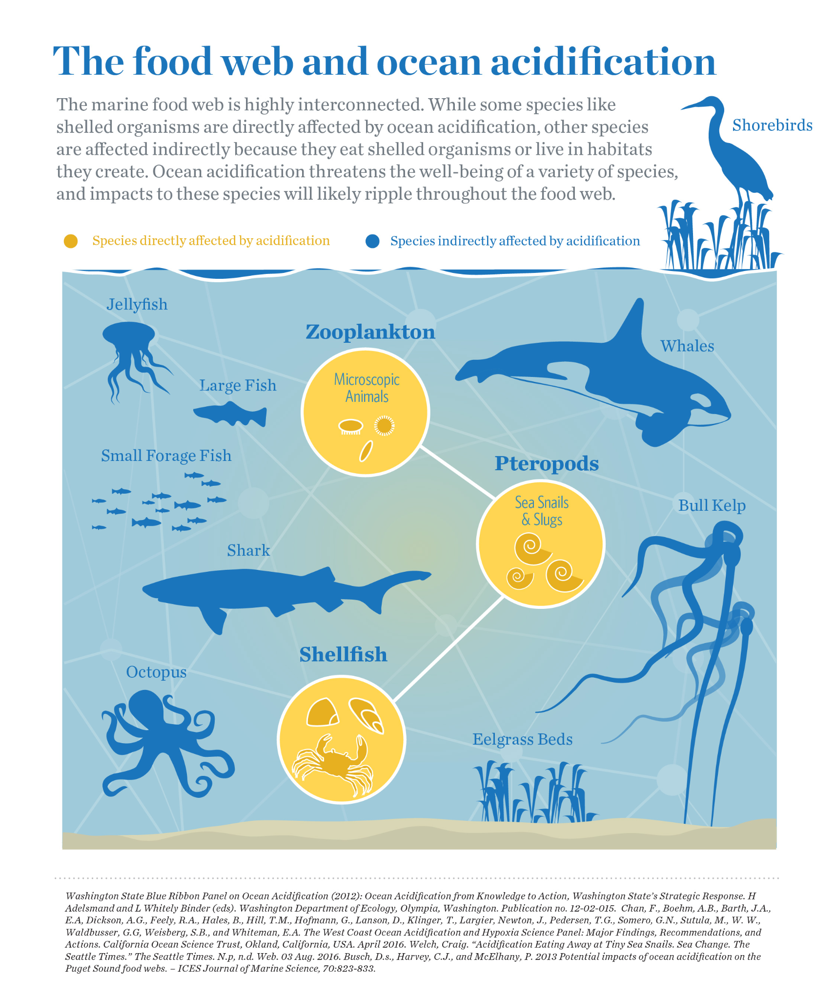 The food web and ocean acidification
The marine food web is highly interconnected. While some species like
shelled organisms are directly affected by ocean acidification, other species
are affected indirectly because they eat shelled organisms or live in habitats
they create. Ocean acidification threatens the well-being of a variety of species,
and impacts to these species will likely ripple throughout the food web.
Shorebirds
Species directly affected by acidification
Species indirectly affected by acidification
Jellyfish
Zooplankton
Whales
Microscopic
Animals
Large Fish
Small Forage Fish
Pteropods
Sea Snails
& Slugs
Bull Kelp
Shark
Shellfish
Octopus
Eelgrass Beds
Washington State Blue Ribbon Panel on Ocean Acidification (2012): Ocean Acidification from Knowledge to Action, Washington State's Strategic Response. H
Adelsmand and L Whitely Binder (eds). Washington Department of Ecology, Olympia, Washington. Publication no. 12-02-015. Chan, F., Boehm, A.B., Barth, J.A.,
E.A, Dickson, A.G., Feely, R.A., Hales, B., Hill, T.M., Hofmann, G., Lanson, D., Klinger, T., Largier, Newton, J., Pedersen, T.G., Somero, G.N., Sutula, M., W. W.,
Waldbusser, G.G, Weisberg, S.B., and Whiteman, E.A. The West Coast Ocean Acidification and Hypoxia Science Panel: Major Findings, Recommendations, and
Actions. California Ocean Science Trust, Okland, California, USA. April 2016. Welch, Craig. "Acidification Eating Away at Tiny Sea Snails. Sea Change. The
Seattle Times." The Seattle Times. N.p, n.d. Web. 03 Aug. 2016. Busch, D.s., Harvey, C.J., and McElhany, P. 2013 Potential impacts of ocean acidification on the
Puget Sound food webs. – ICES Journal of Marine Science, 70:823-833.